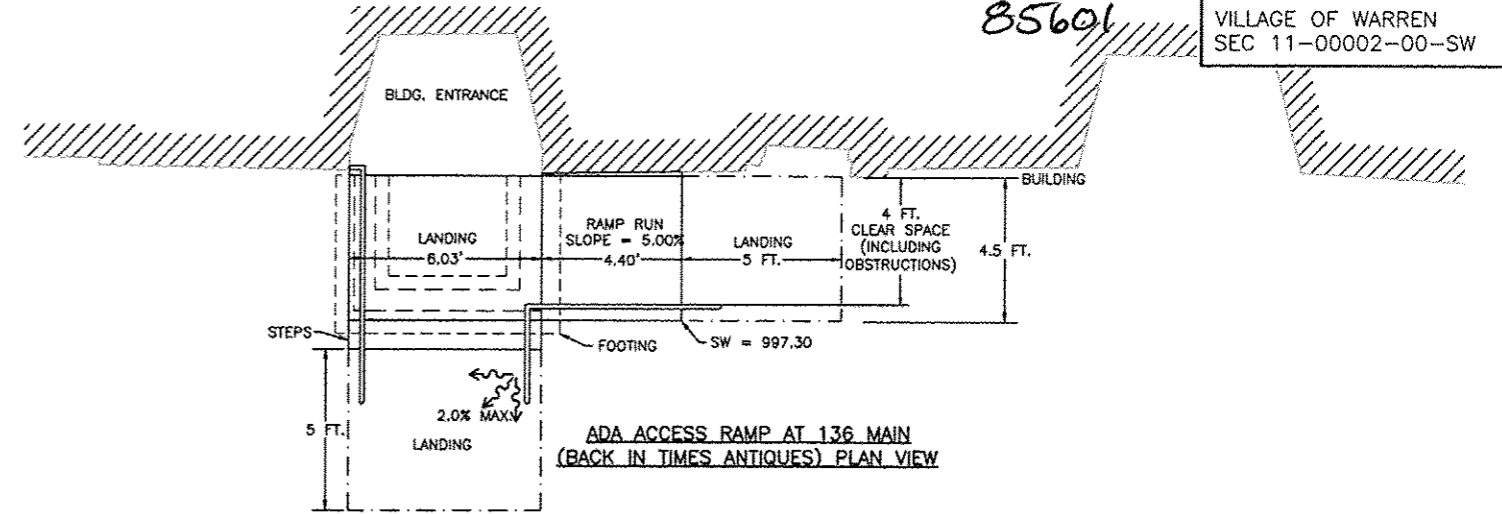 85601
VILLAGE OF WARREN
SEC 11-00002-00-SW
BLDG. ENTRANCE
BUILDING
LANDING
6.03'
RAMP RUN
SLOPE = 5.00%
4.40'
LANDING
5 FT.
4 FT.
CLEAR SPACE
(INCLUDING
OBSTRUCTIONS)
4.5 FT.
STEPS
FOOTING
SW = 997.30
2.0% MAX.
5 FT.
LANDING
ADA ACCESS RAMP AT 136 MAIN
(BACK IN TIMES ANTIQUES) PLAN VIEW